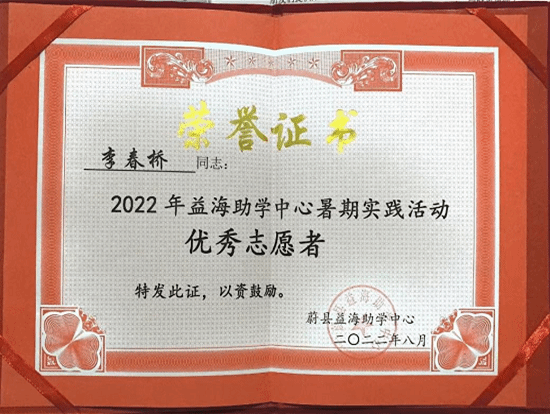 荣誉证书
李春桥 同志：
2022年益海助学中心暑期实践活动
优秀志愿者
特发此证，以资鼓励。
蔚县益海助学中心
二〇二二年八月